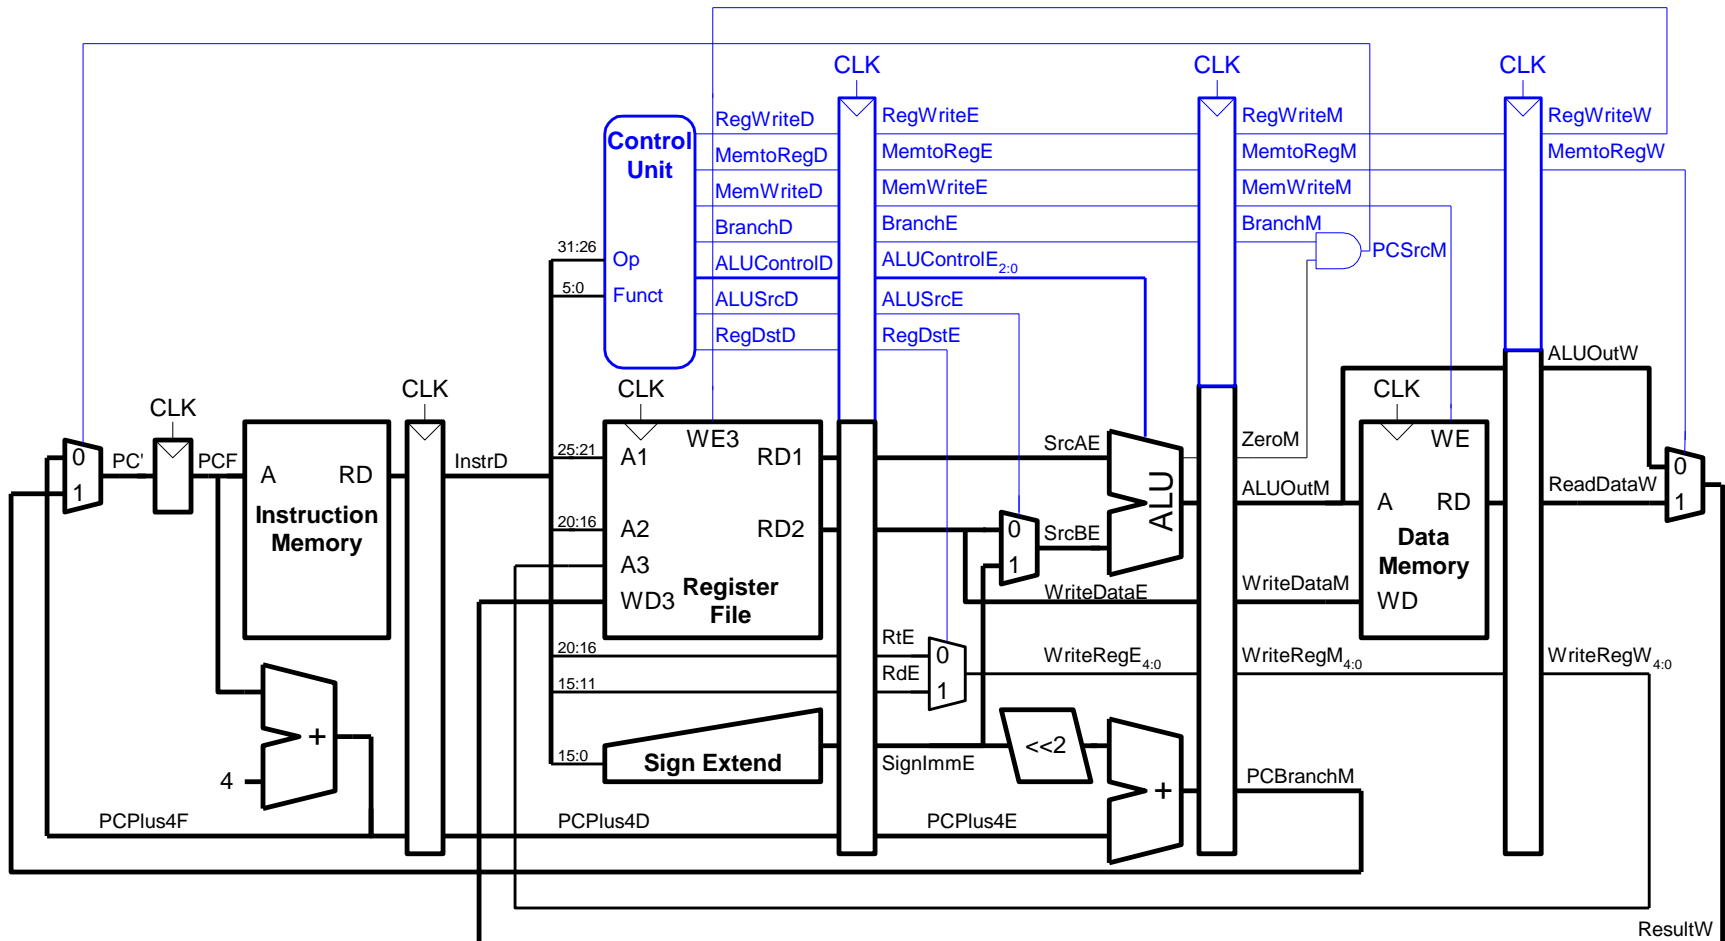 CLK
CLK
CLK
RegWriteD
RegWriteE
RegWriteM
RegWriteW
Control
Unit
MemtoRegD
MemtoRegE
MemtoRegM
MemtoRegW
MemWriteD
MemWriteE
MemWriteM
BranchD
BranchE
BranchM
PCSrcM
31:26
Op
ALUControlD
ALUControlE2:0
5:0
Funct
ALUSrcD
ALUSrcE
RegDstD
RegDstE
ALUOutW
CLK
CLK
CLK
CLK
WE3
ZeroM
WE
0
PC'
PCF
A
RD
InstrD
25:21
A1
RD1
SrcAE
ALU
0
1
Instruction
Memory
20:16
A2
RD2
0
SrcBE
1
ALUOutM
A
RD
ReadDataW
1
Data
Memory
A3
Register
File
WD3
WriteDataE
WriteDataM
WD
20:16
RtE
0
WriteRegE4:0
WriteRegM4:0
WriteRegW4:0
15:11
RdE
1
+
4
15:0
Sign Extend
SignImmE
<<2
+
PCBranchM
PCPlus4F
PCPlus4D
PCPlus4E
ResultW